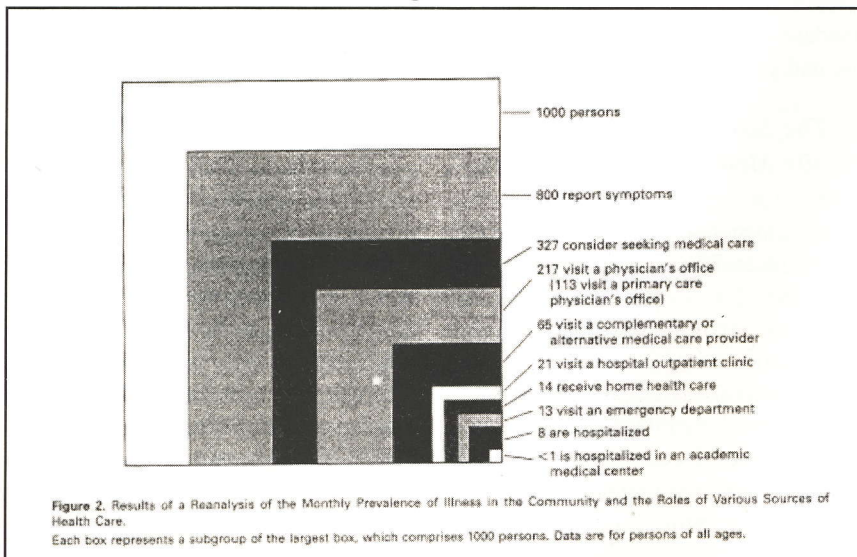 1000 persons
800 report symptoms
327 consider seeking medical care
217 visit a physician's office
(113 visit a primary care
physician's office)
65 visit a complementary or
alternative medical care provider
21 visit a hospital outpatient clinic
14 receive home health care
13 visit an emergency department
8 are hospitalized
<1 is hospitalized in an academic
medical center
Figure 2. Results of a Reanalysis of the Monthly Prevalence of Illness in the Community and the Roles of Various Sources of
Health Care.
Each box represents a subgroup of the largest box, which comprises 1000 persons. Data are for persons of all ages.